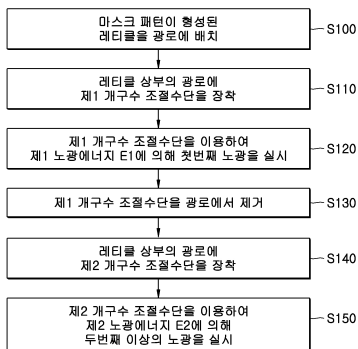 마스크 패턴이 형성된
레티클을 광로에 배치
S100
레티클 상부의 광로에
제1 개구수 조절수단을 장착
S110
제1 개구수 조절수단을 이용하여
제1 노광에너지 E1에 의해 첫번째 노광을 실시
S120
제1 개구수 조절수단을 광로에서 제거
S130
레티클 상부의 광로에
제2 개구수 조절수단을 장착
S140
제2 개구수 조절수단을 이용하여
제2 노광에너지 E2에 의해
두번째 이상의 노광을 실시
S150